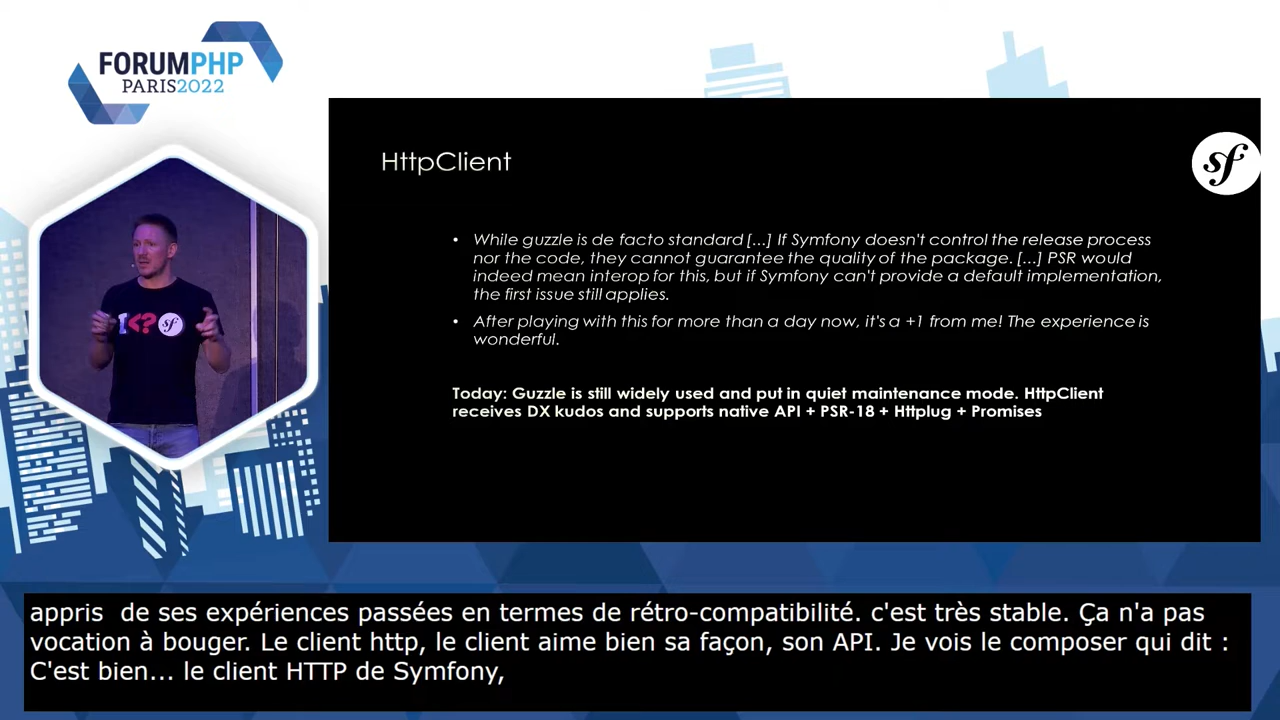 FORUMPHP
PARIS2022
HttpClient
sf
• While guzzle is de facto standard [...] If Symfony doesn't control the release process
nor the code, they cannot guarantee the quality of the package. [...] PSR would
indeed mean interop for this, but if Symfony can't provide a default implementation,
the first issue still applies.
• After playing with this for more than a day now, it's a +1 from me! The experience is
wonderful.
Today: Guzzle is still widely used and put in quiet maintenance mode. HttpClient
receives DX kudos and supports native API + PSR-18 + Httplug + Promises
I <? sf
appris de ses expériences passées en termes de rétro-compatibilité. c'est très stable. Ça n'a pas
vocation à bouger. Le client http, le client aime bien sa façon, son API. Je vois le composer qui dit :
C'est bien... le client HTTP de Symfony,